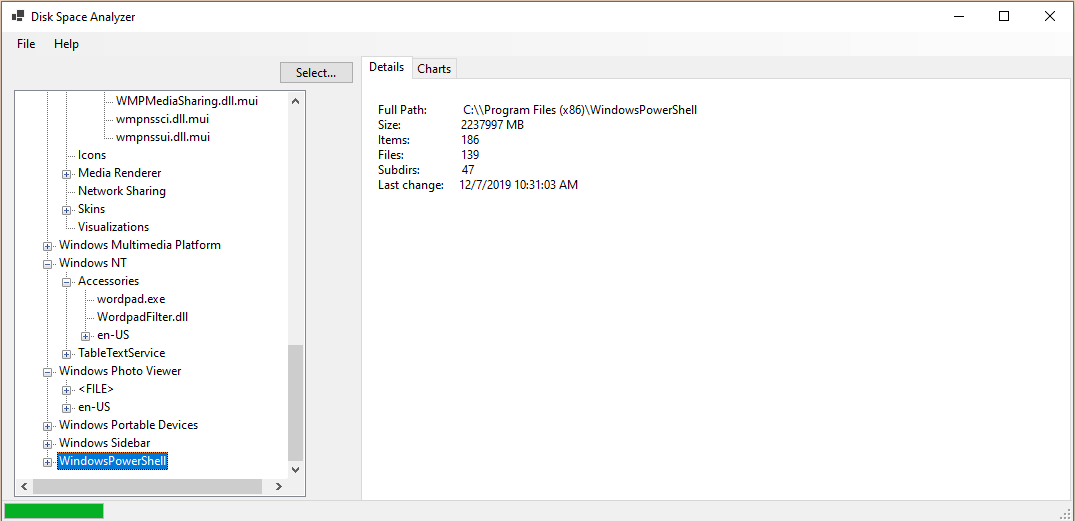 Disk Space Analyzer
File Help
Select...
WMPMediaSharing.dll.mui
wmpnssci.dll.mui
wmpnssui.dll.mui
Icons
Media Renderer
Network Sharing
Skins
Visualizations
Windows Multimedia Platform
Windows NT
Accessories
wordpad.exe
WordpadFilter.dll
en-US
TableTextService
Windows Photo Viewer
<FILE>
en-US
Windows Portable Devices
Windows Sidebar
WindowsPowerShell
Details Charts
Full Path: C:\\Program Files (x86)\WindowsPowerShell
Size: 2237997 MB
Items: 186
Files: 139
Subdirs: 47
Last change: 12/7/2019 10:31:03 AM